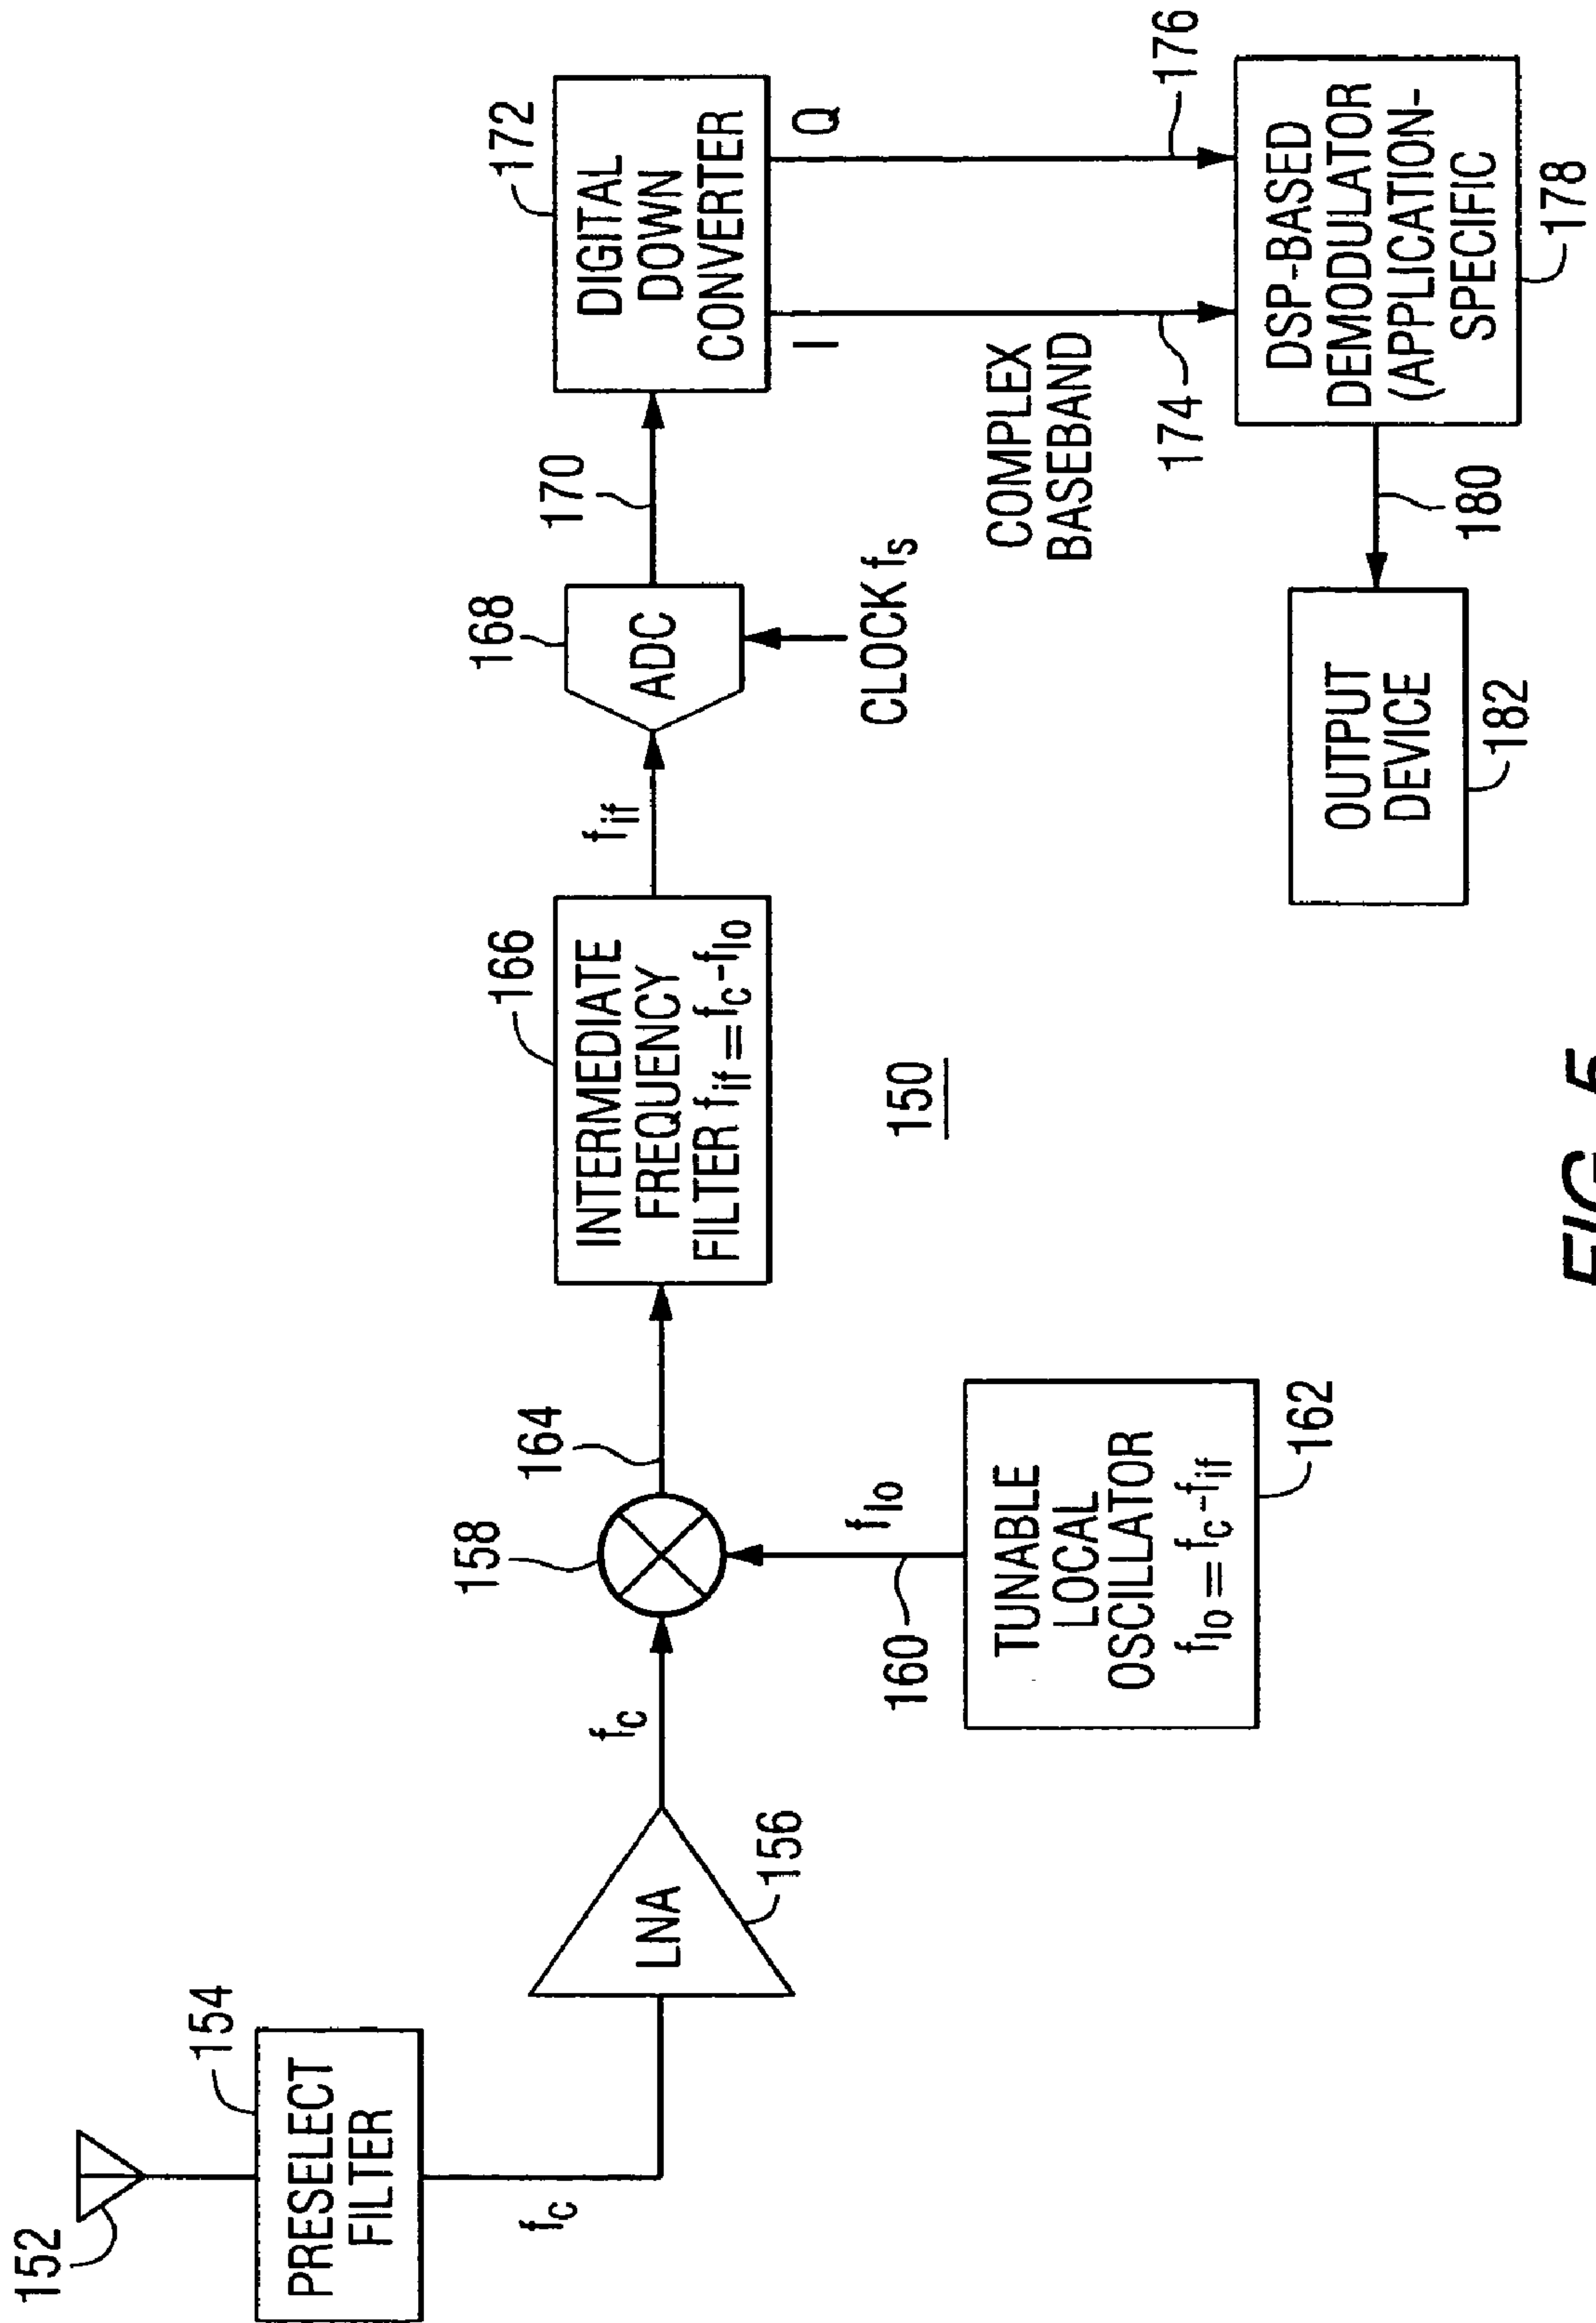 152
154
PRESELECT
FILTER
f_c
LNA
156
f_c
158
164
160
f_lo
TUNABLE
LOCAL
OSCILLATOR
f_lo = f_c - f_if
162
166
INTERMEDIATE
FREQUENCY
FILTER f_if = f_c - f_lo
f_if
168
ADC
CLOCK f_s
170
172
DIGITAL
DOWN
CONVERTER
I
Q
COMPLEX
BASEBAND
174
176
DSP-BASED
DEMODULATOR
(APPLICATION-
SPECIFIC
178
180
OUTPUT
DEVICE
182
150
FIG. 5